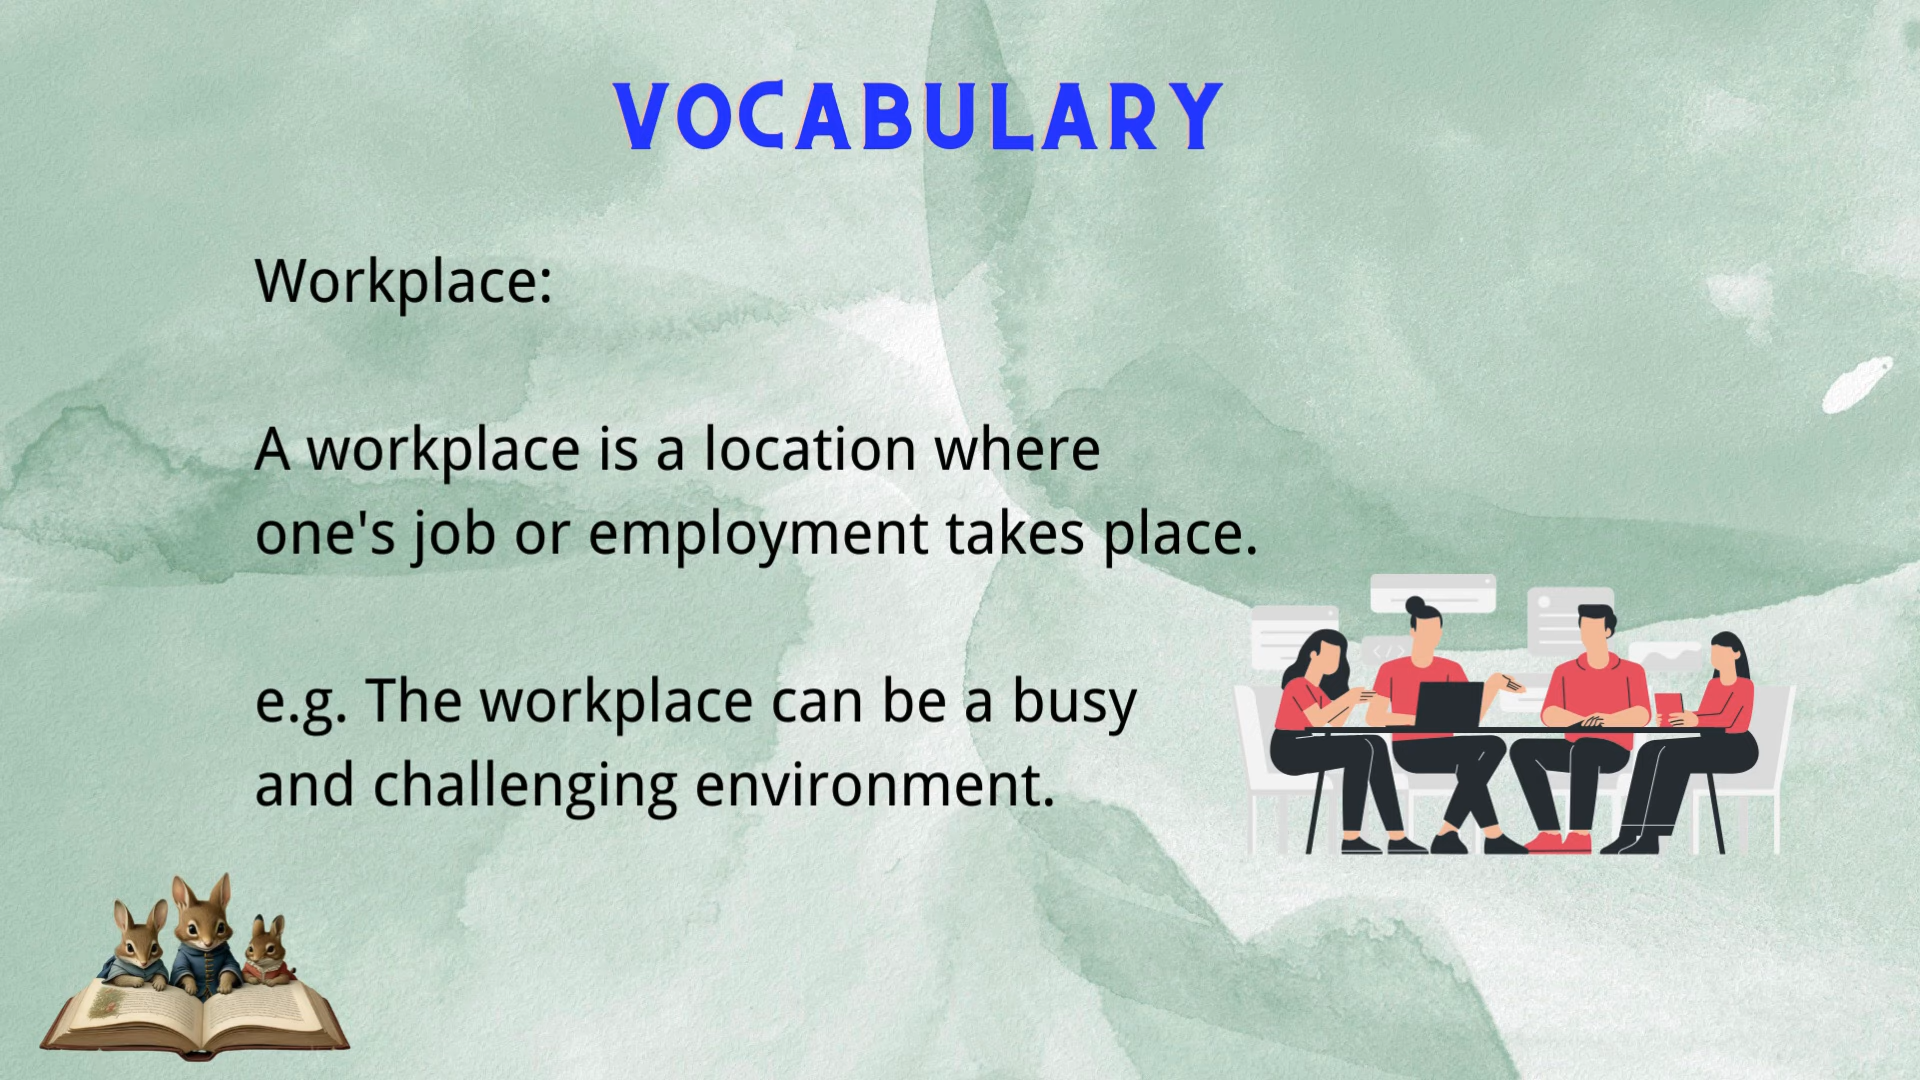 VOCABULARY
Workplace:
A workplace is a location where
one's job or employment takes place.
e.g. The workplace can be a busy
and challenging environment.